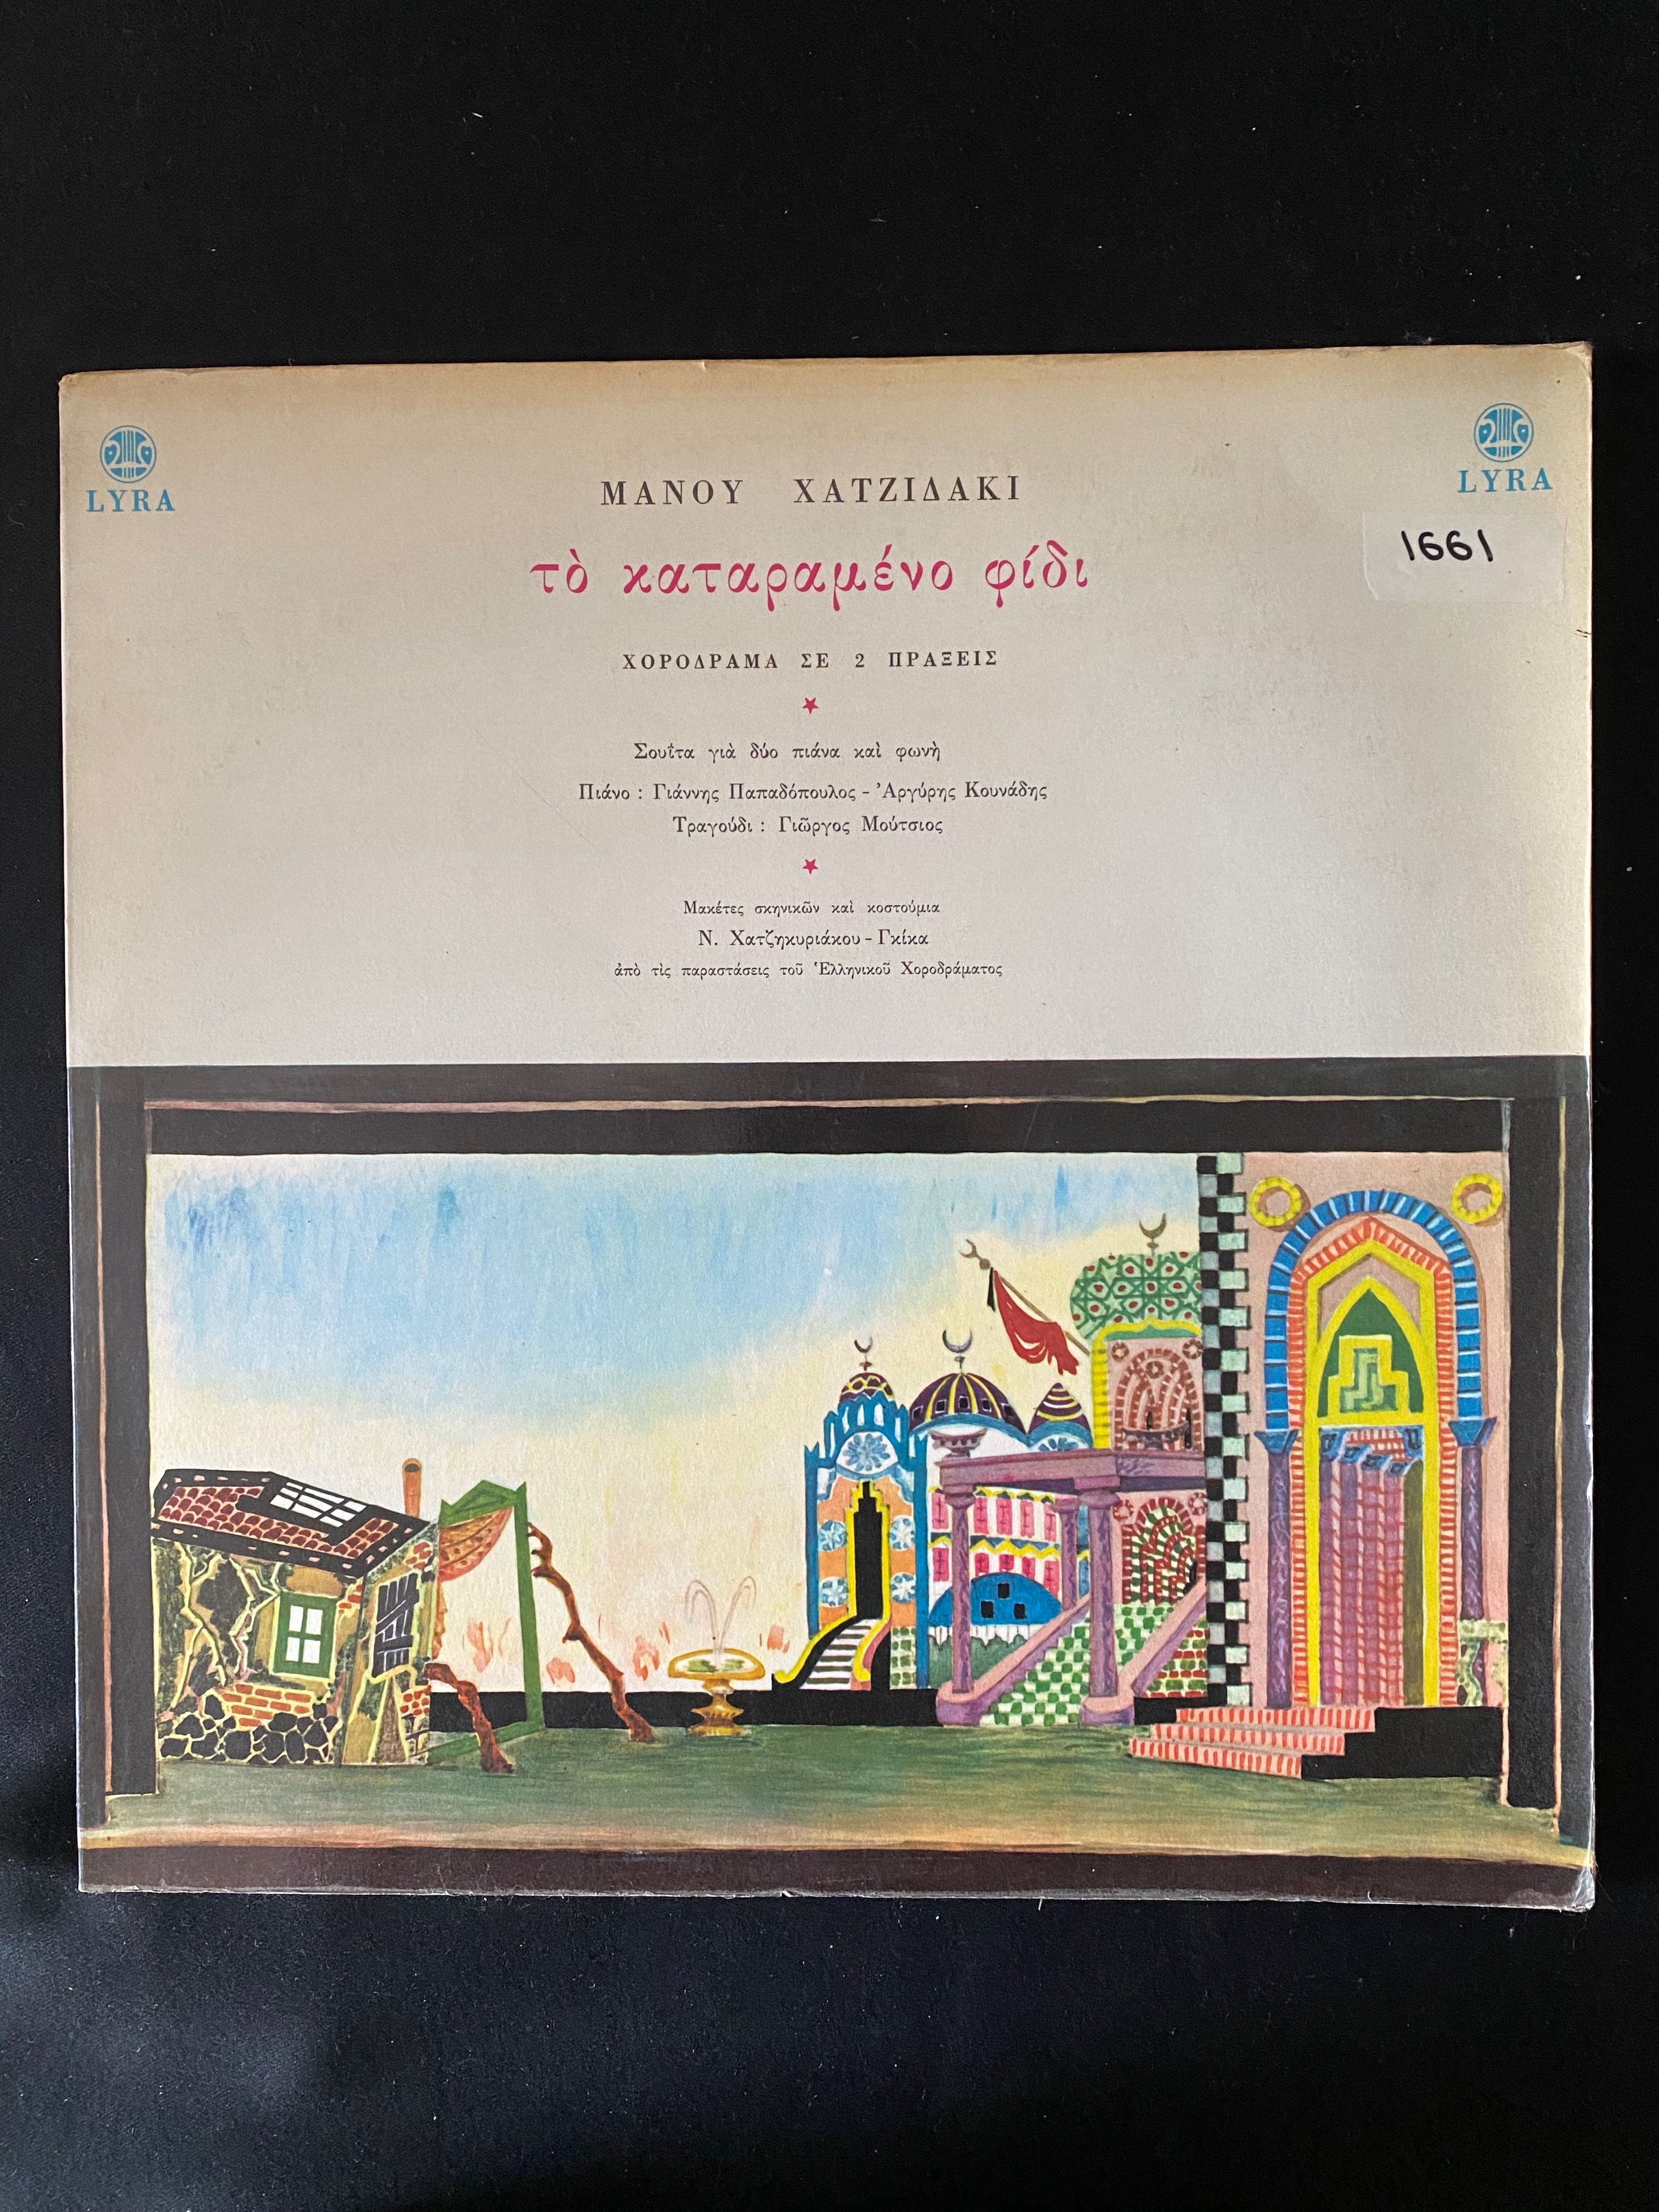 LYRA
LYRA
ΜΑΝΟΥ ΧΑΤΖΙΔΑΚΙ
1661
τὸ καταραμένο φίδι
ΧΟΡΟΔΡΑΜΑ ΣΕ 2 ΠΡΑΞΕΙΣ
Σουΐτα γιὰ δύο πιάνα καὶ φωνὴ
Πιάνο : Γιάννης Παπαδόπουλος - Ἀργύρης Κουνάδης
Τραγούδι : Γιῶργος Μούτσιος
Μακέτες σκηνικῶν καὶ κοστούμια
Ν. Χατζηκυριάκου - Γκίκα
ἀπὸ τὶς παραστάσεις τοῦ Ἑλληνικοῦ Χοροδράματος